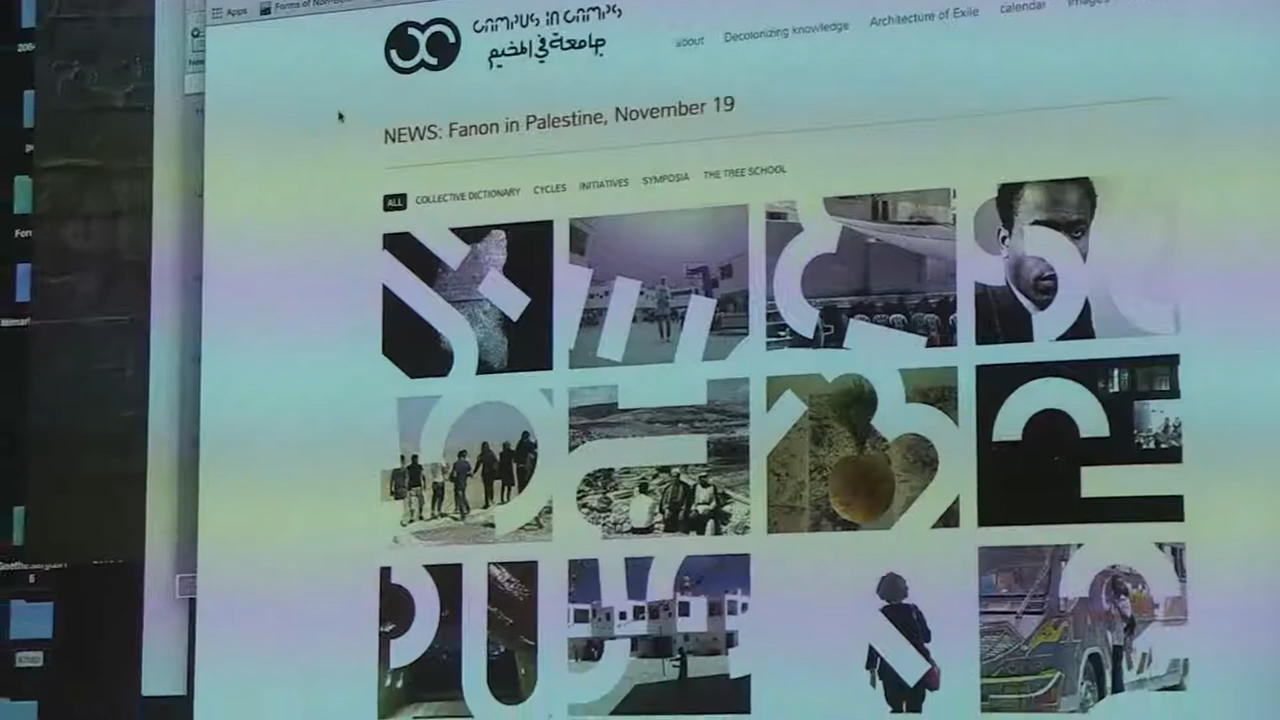 Apps
CAMPUS IN CAMPS
جامعة في المخيم
about Decolonizing knowledge Architecture of Exile calendar
NEWS: Fanon in Palestine, November 19
ALL COLLECTIVE DICTIONARY CYCLES INITIATIVES SYMPOSIA THE TREE SCHOOL